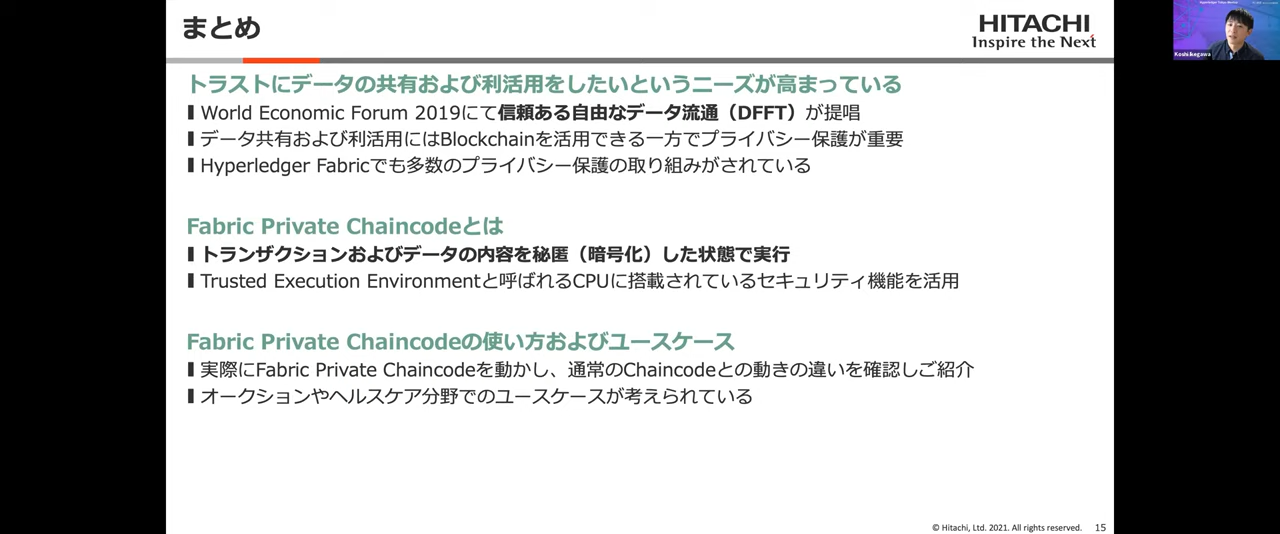 まとめ
HITACHI
Inspire the Next
トラストにデータの共有および利活用をしたいというニーズが高まっている
World Economic Forum 2019にて信頼ある自由なデータ流通（DFFT）が提唱
データ共有および利活用にはBlockchainを活用できる一方でプライバシー保護が重要
Hyperledger Fabricでも多数のプライバシー保護の取り組みがされている
Fabric Private Chaincodeとは
トランザクションおよびデータの内容を秘匿（暗号化）した状態で実行
Trusted Execution Environmentと呼ばれるCPUに搭載されているセキュリティ機能を活用
Fabric Private Chaincodeの使い方およびユースケース
実際にFabric Private Chaincodeを動かし、通常のChaincodeとの動きの違いを確認しご紹介
オークションやヘルスケア分野でのユースケースが考えられている
© Hitachi, Ltd. 2021. All rights reserved.
15
Koshi Ikegawa